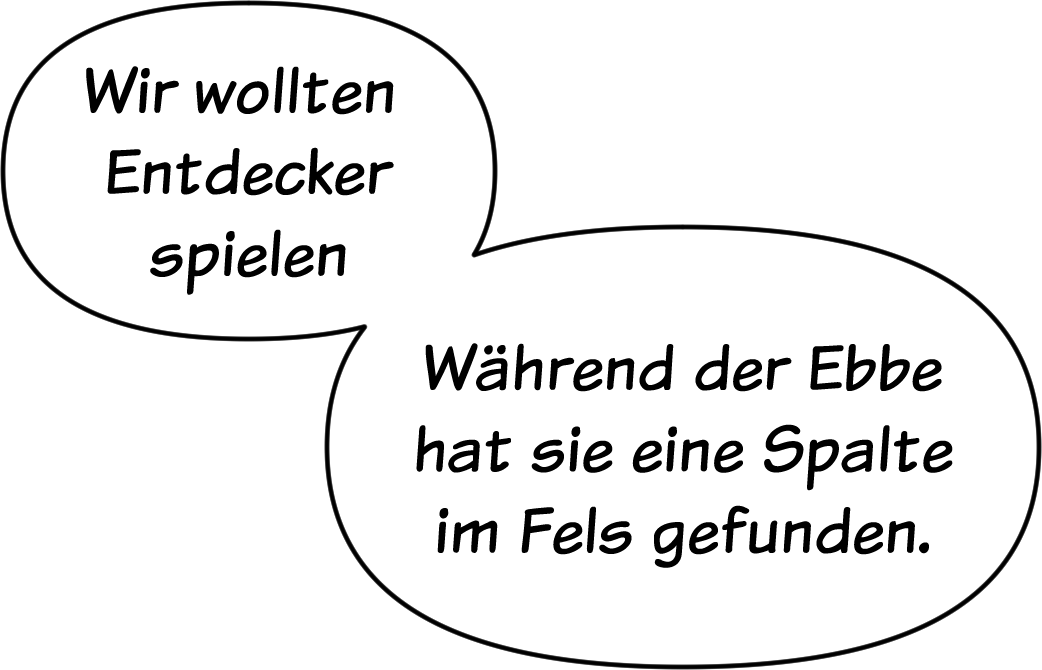 Wir wollten
Entdecker
spielen
Während der Ebbe
hat sie eine Spalte
im Fels gefunden.